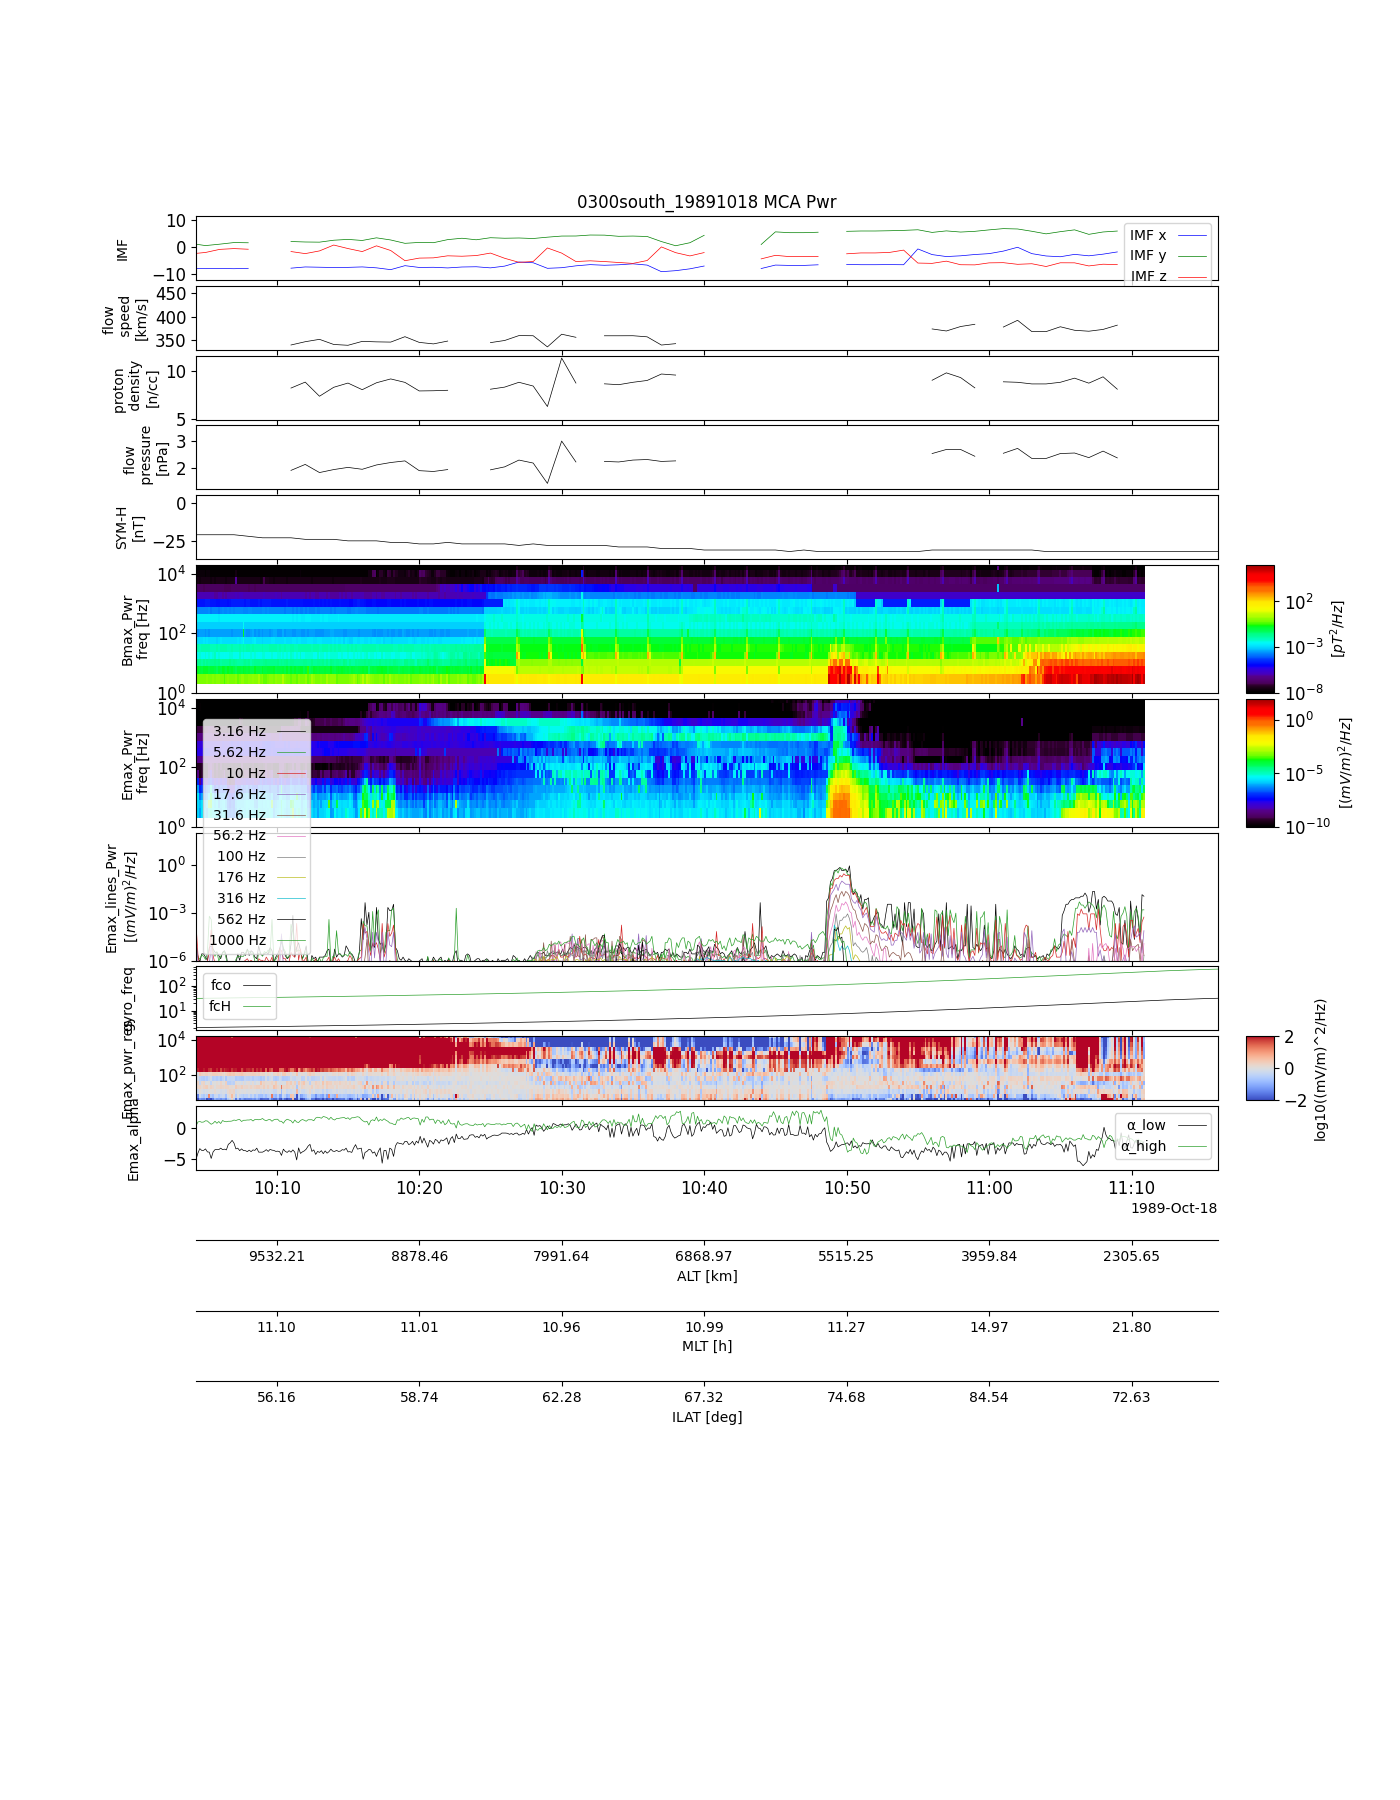 0300south_19891018 MCA Pwr
IMF
10
0
−10
IMF x
IMF y
IMF z
flow
speed
[km/s]
450
400
350
proton
density
[n/cc]
10
5
flow
pressure
[nPa]
3
2
SYM-H
[nT]
0
−25
Bmax_Pwr
freq [Hz]
10^4
10^2
10^0
10^2
10^−3
10^−8
[pT^2/Hz]
Emax_Pwr
freq [Hz]
10^4
10^2
10^0
10^0
10^−5
10^−10
[(mV/m)^2/Hz]
3.16 Hz
5.62 Hz
10 Hz
17.6 Hz
31.6 Hz
56.2 Hz
100 Hz
176 Hz
316 Hz
562 Hz
1000 Hz
Emax_lines_Pwr
[(mV/m)^2/Hz]
10^0
10^−3
10^−6
gyro_freq
10^2
10^1
fco
fcH
10^4
10^2
2
0
−2
log10((mV/m)^2/Hz)
Emax_alpha
0
−5
α_low
α_high
10:10 10:20 10:30 10:40 10:50 11:00 11:10
1989-Oct-18
9532.21 8878.46 7991.64 6868.97 5515.25 3959.84 2305.65
ALT [km]
11.10 11.01 10.96 10.99 11.27 14.97 21.80
MLT [h]
56.16 58.74 62.28 67.32 74.68 84.54 72.63
ILAT [deg]